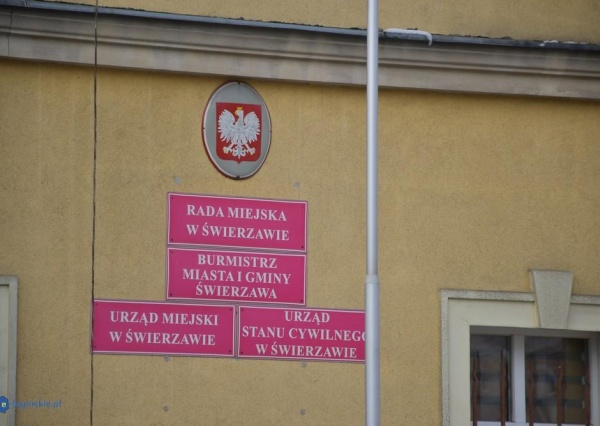 RADA MIEJSKA
W ŚWIERZAWIE
BURMISTRZ
MIASTA I GMINY
ŚWIERZAWA
URZĄD MIEJSKI
W ŚWIERZAWIE
URZĄD
STANU CYWILNEGO
W ŚWIERZAWIE